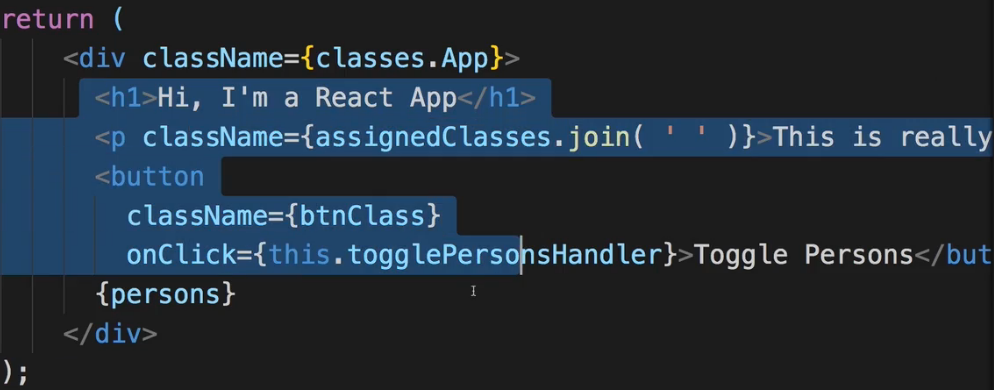 return (
<div className={classes.App}>
<h1>Hi, I'm a React App</h1>
<p className={assignedClasses.join( ' ' )}>This is really
<button
className={btnClass}
onClick={this.togglePersonsHandler}>Toggle Persons</but
{persons}
</div>
);